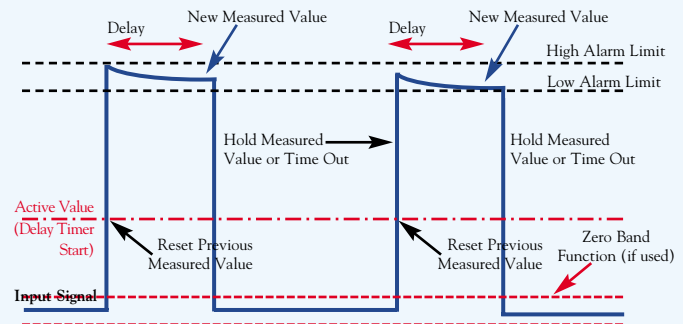 New Measured Value
Delay
New Measured Value
Delay
High Alarm Limit
Low Alarm Limit
Hold Measured
Value or Time Out
Hold Measured
Value or Time Out
Active Value
(Delay Timer
Start)
Reset Previous
Measured Value
Reset Previous
Measured Value
Zero Band
Function (if used)
Input Signal